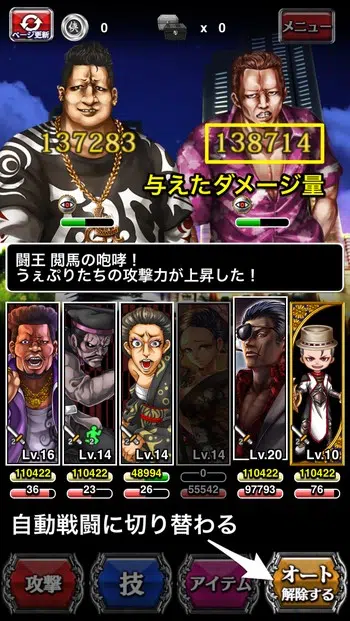 ページ更新
侠
0
0
メニュー
137283
138714
与えたダメージ量
闘王 閻馬の咆哮！
うぇぷりたちの攻撃力が上昇した！
Lv.16
Lv.14
Lv.14
Lv.20
Lv.10
110422
110422
48994
0
110422
110422
36
23
26
55542
97793
76
自動戦闘に切り替わる
攻撃
技
アイテム
オート
解除する